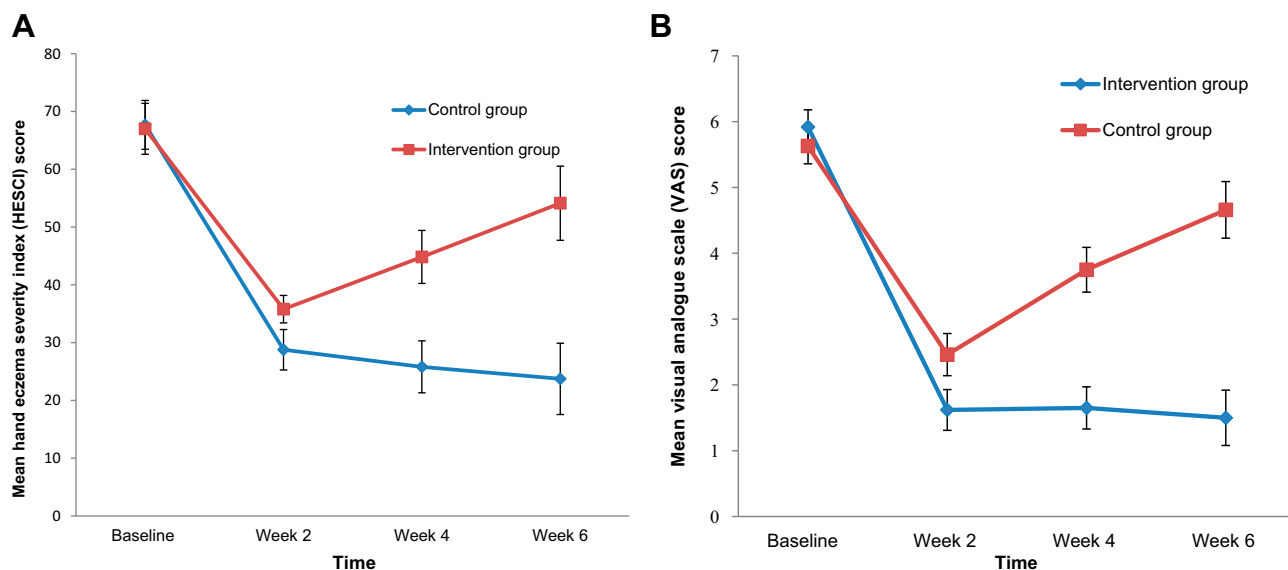 A
Mean hand eczema severity index (HESCI) score
80
70
60
50
40
30
20
10
0
Control group
Intervention group
Baseline Week 2 Week 4 Week 6
Time
B
Mean visual analogue scale (VAS) score
7
6
5
4
3
2
1
0
Intervention group
Control group
Baseline Week 2 Week 4 Week 6
Time